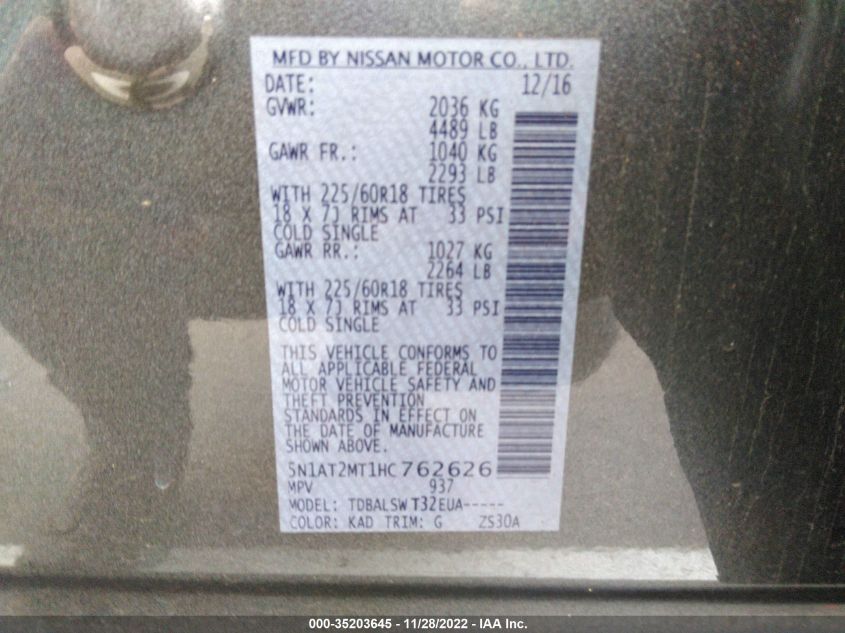 MFD BY NISSAN MOTOR CO., LTD.
DATE: 12/16
GVWR: 2036 KG
4489 LB
GAWR FR.: 1040 KG
2293 LB
WITH 225/60R18 TIRES
18 X 7J RIMS AT 33 PSI
COLD SINGLE
GAWR RR.: 1027 KG
2264 LB
WITH 225/60R18 TIRES
18 X 7J RIMS AT 33 PSI
COLD SINGLE
THIS VEHICLE CONFORMS TO
ALL APPLICABLE FEDERAL
MOTOR VEHICLE SAFETY AND
THEFT PREVENTION
STANDARDS IN EFFECT ON
THE DATE OF MANUFACTURE
SHOWN ABOVE.
5N1AT2MT1HC762626
MPV 937
MODEL: TDBALSW T32EUA-----
COLOR: KAD TRIM: G ZS30A
000-35203645 - 11/28/2022 - IAA Inc.